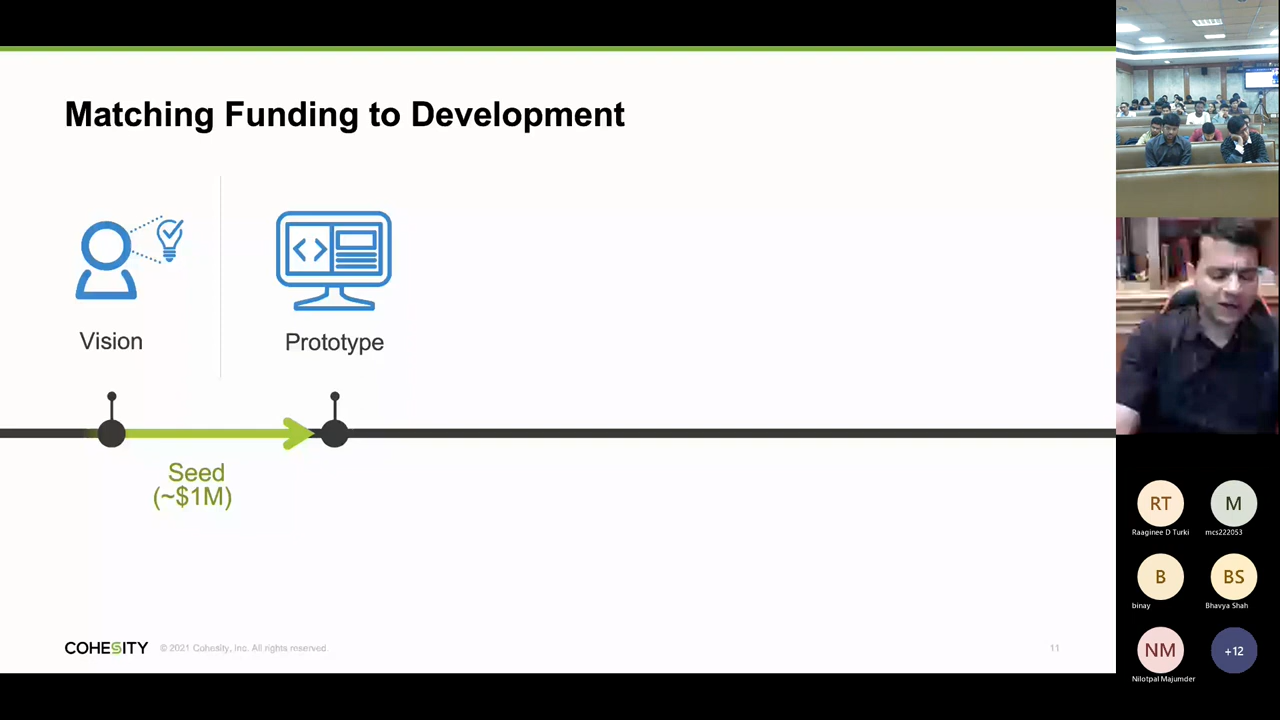 Matching Funding to Development
Vision
Prototype
Seed
(~$1M)
COHESITY
© 2021 Cohesity, Inc. All rights reserved.
11
RT
Raaginee D Turki
M
mcs222053
B
binay
BS
Bhavya Shah
NM
Nilotpal Majumder
+12